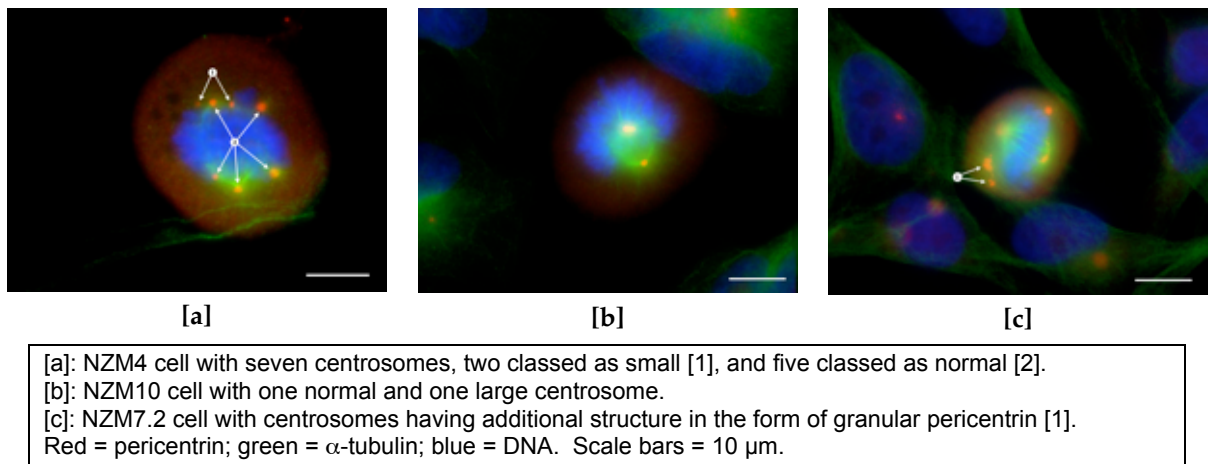 [a]
[b]
[c]
[a]: NZM4 cell with seven centrosomes, two classed as small [1], and five classed as normal [2].
[b]: NZM10 cell with one normal and one large centrosome.
[c]: NZM7.2 cell with centrosomes having additional structure in the form of granular pericentrin [1].
Red = pericentrin; green = α-tubulin; blue = DNA. Scale bars = 10 µm.